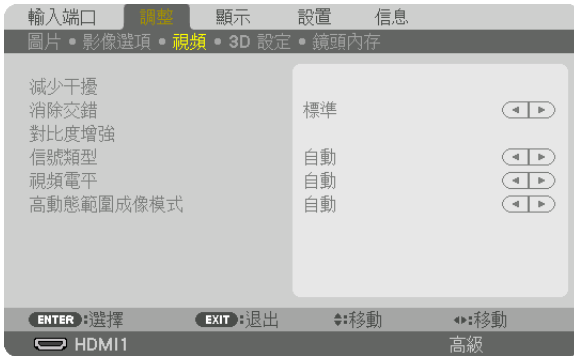 輸入端口 調整 顯示 設置 信息
圖片 • 影像選項 • 視頻 • 3D 設定 • 鏡頭內存
減少干擾
消除交錯 標準
對比度增強
信號類型 自動
視頻電平 自動
高動態範圍成像模式 自動
ENTER:選擇 EXIT:退出 :移動 :移動
HDMI1 高級